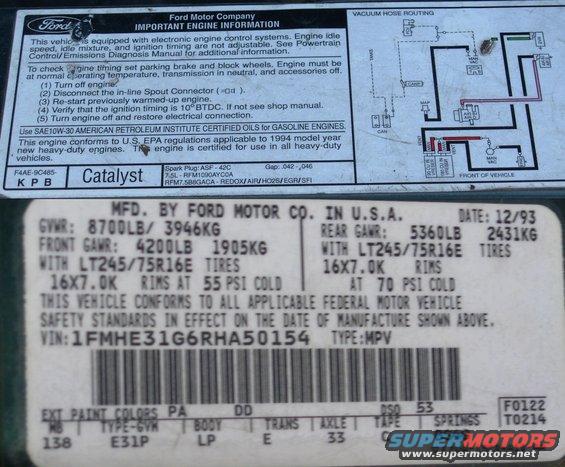 Ford
Ford Motor Company
IMPORTANT ENGINE INFORMATION
This vehicle is equipped with electronic engine control systems. Engine idle
speed, idle mixture, and ignition timing are not adjustable. See Powertrain
Control/Emissions Diagnosis Manual for additional information.
To check engine timing set parking brake and block wheels. Engine must be
at normal operating temperature, transmission in neutral, and accessories off.
(1) Turn off engine.
(2) Disconnect the in-line Spout Connector
(3) Re-start previously warmed-up engine.
(4) Verify that the ignition timing is 10°BTDC. If not see shop manual.
(5) Turn engine off and restore electrical connection.
Use SAE10W-30 AMERICAN PETROLEUM INSTITUTE CERTIFIED OILS for GASOLINE ENGINES.
This engine conforms to U.S. EPA regulations applicable to 1994 model year
new heavy-duty engines. The engine is certified for use in all heavy-duty
vehicles.
F4AE-9C485-
K P B
Catalyst
Spark Plug: ASF - 42C Gap: .042 - .046
7.5L - RFM1090AYC0A
VACUUM HOSE ROUTING
CAN
MAP
MAN
VAC
FRONT OF VEHICLE
MFD. BY FORD MOTOR CO. IN U.S.A.
DATE: 12/93
GVWR: 8700LB/ 3946KG
FRONT GAWR: 4200LB 1905KG
REAR GAWR: 5360LB 2431KG
WITH LT245/75R16E TIRES
WITH LT245/75R16E TIRES
16X7.0K RIMS AT 55 PSI COLD
16X7.0K RIMS
AT 70 PSI COLD
THIS VEHICLE CONFORMS TO ALL APPLICABLE FEDERAL MOTOR VEHICLE
SAFETY STANDARDS IN EFFECT ON THE DATE OF MANUFACTURE SHOWN ABOVE.
VIN: 1FMHE31G6RHA50154 TYPE: MPV
EXT PAINT COLORS PA DD DSO 53
F0122
T0214
WB TYPE-GVW BODY TRANS AXLE TAPE SPRINGS
138 E31P LP E 33
SUPERMOTORS
www.supermotors.net